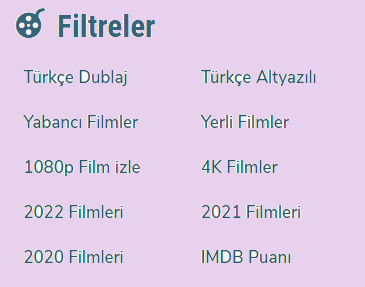 Filtreler
Türkçe Dublaj
Türkçe Altyazılı
Yabancı Filmler
Yerli Filmler
1080p Film izle
4K Filmler
2022 Filmleri
2021 Filmleri
2020 Filmleri
IMDB Puanı